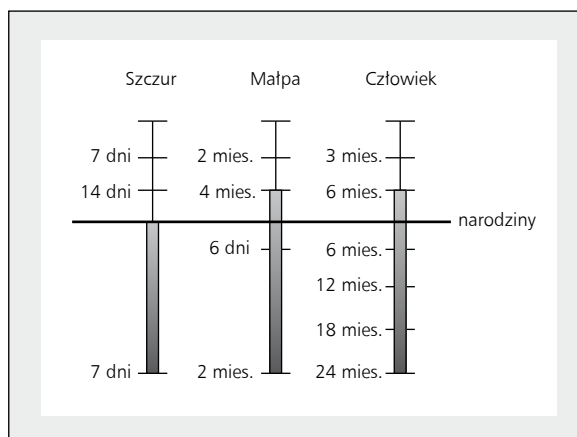 Szczur Małpa Człowiek
7 dni 2 mies. 3 mies.
14 dni 4 mies. 6 mies.
narodziny
6 dni 6 mies.
12 mies.
18 mies.
7 dni 2 mies. 24 mies.